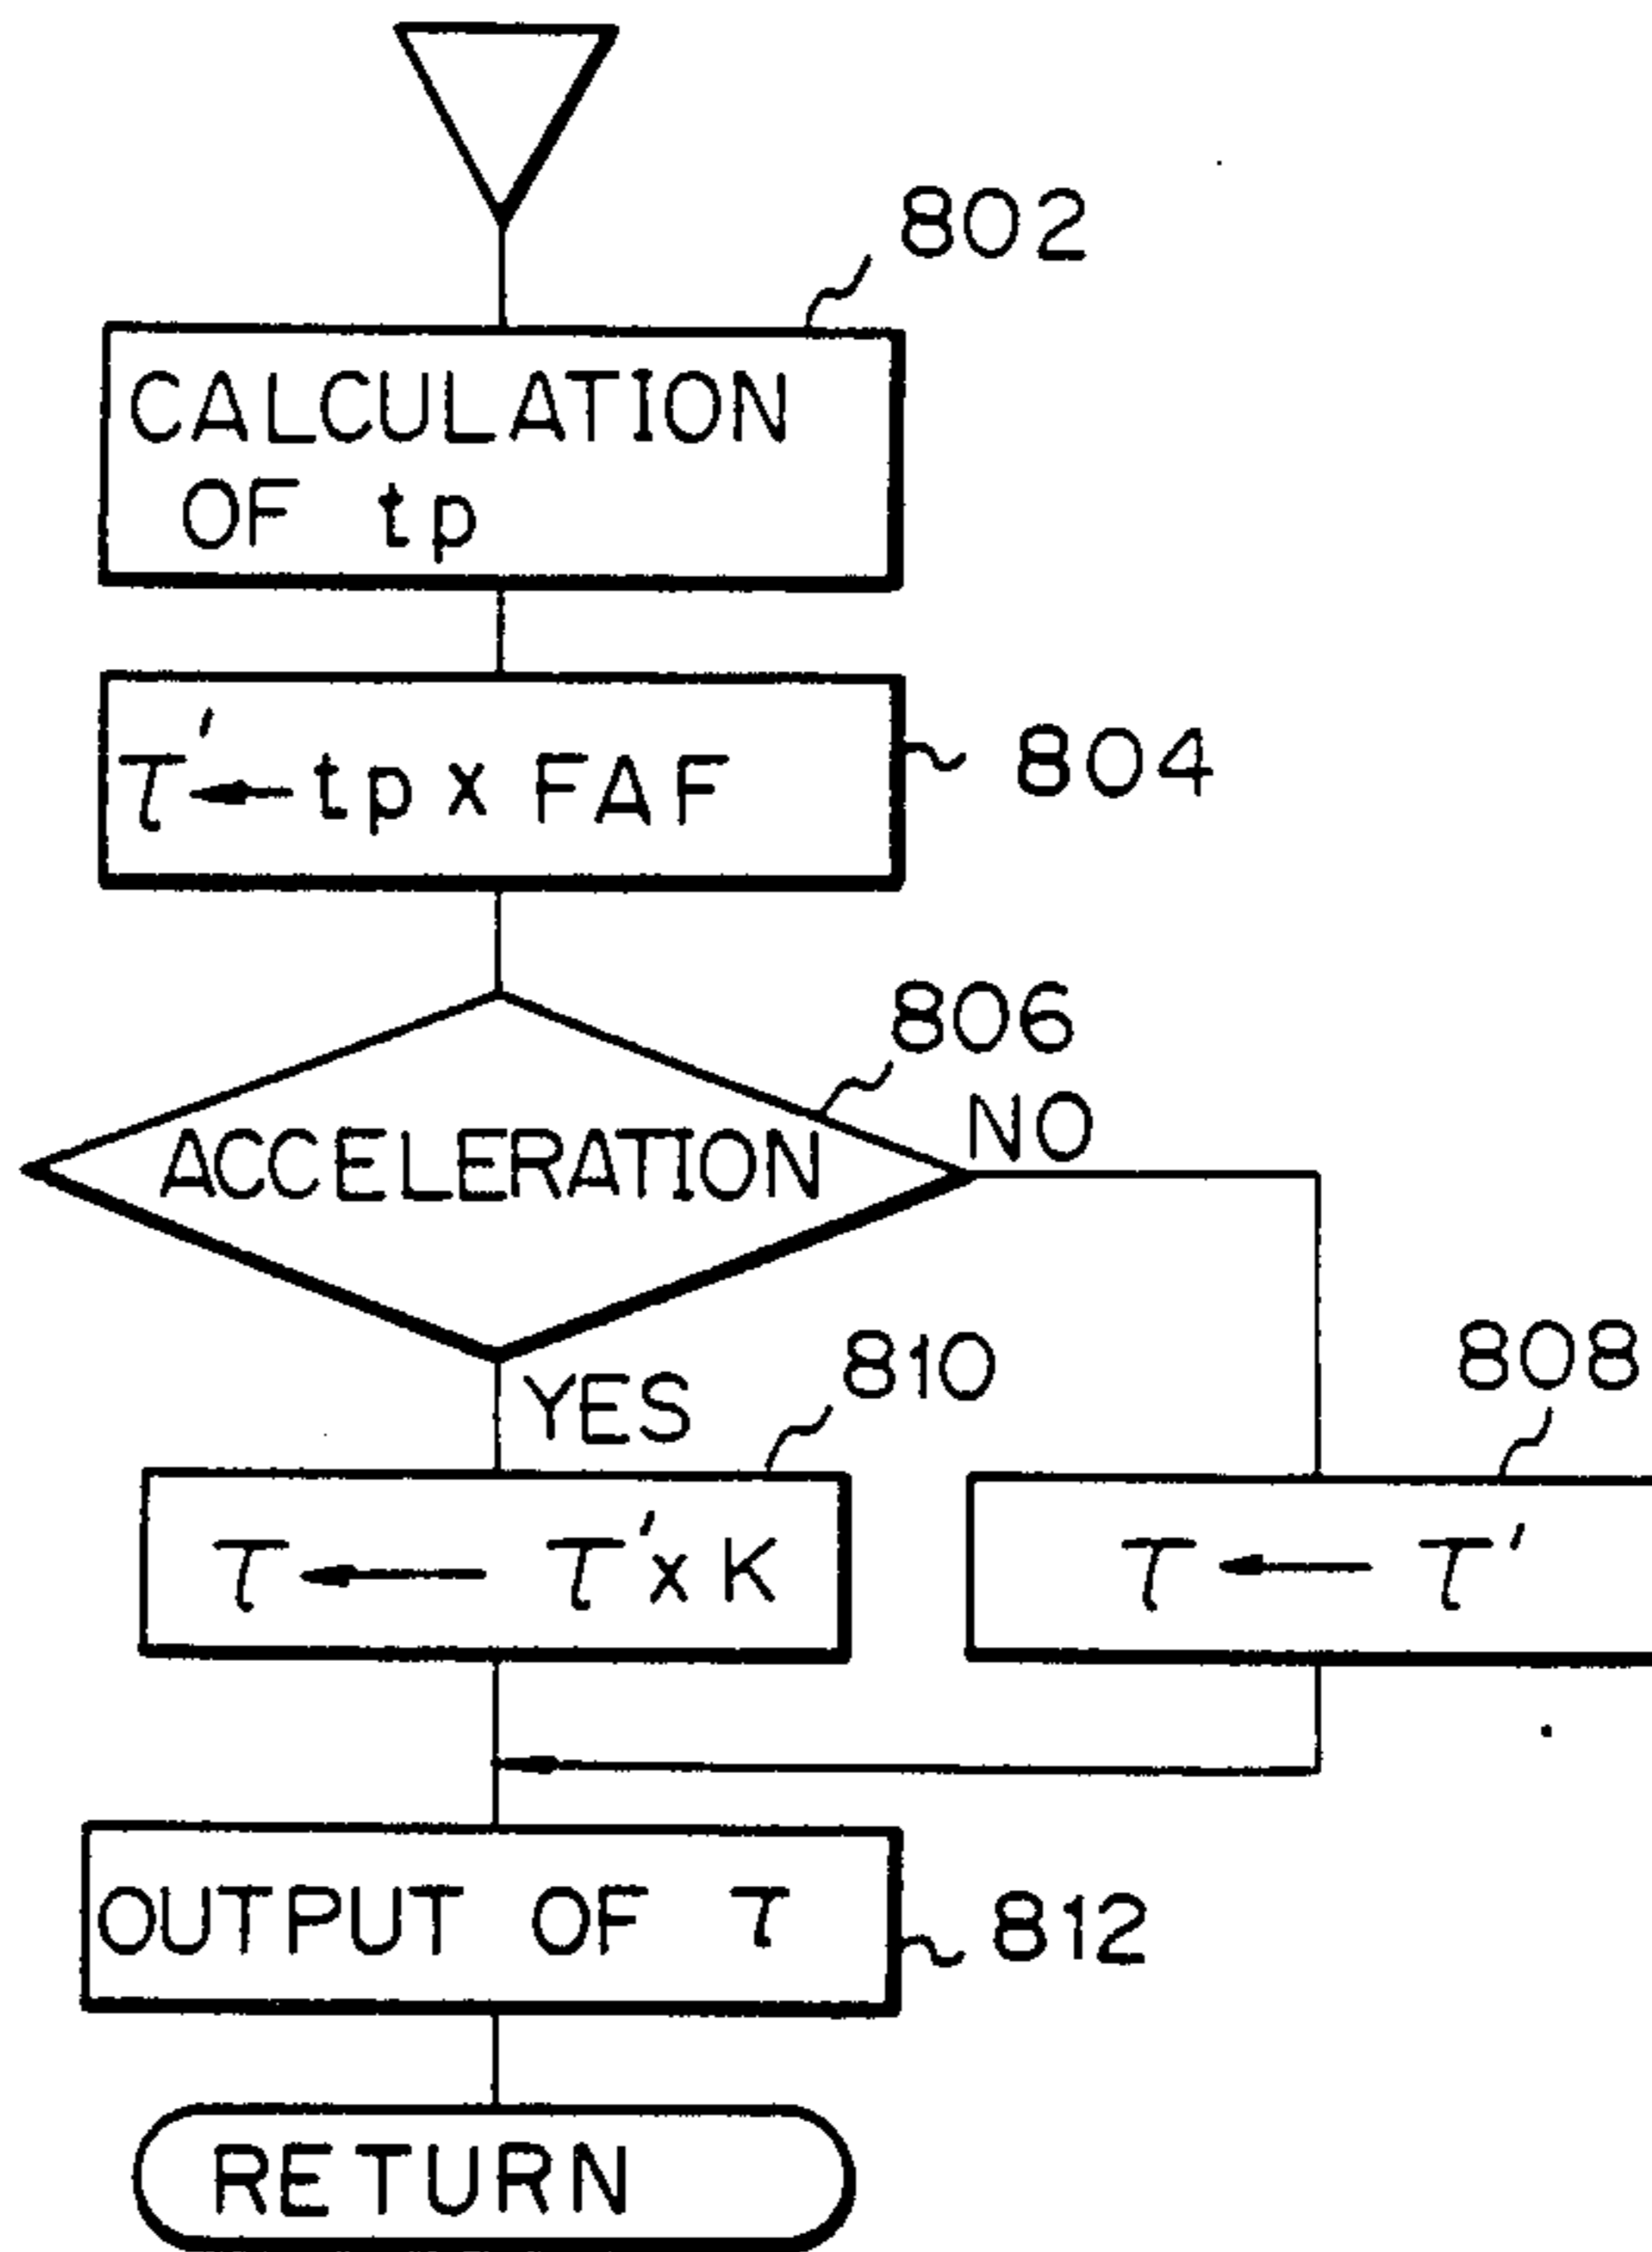 802
CALCULATION
OF tp
τ' ← tp x FAF
804
806
ACCELERATION
NO
YES
810
808
τ ← τ' x K
τ ← τ'
OUTPUT OF τ
812
RETURN